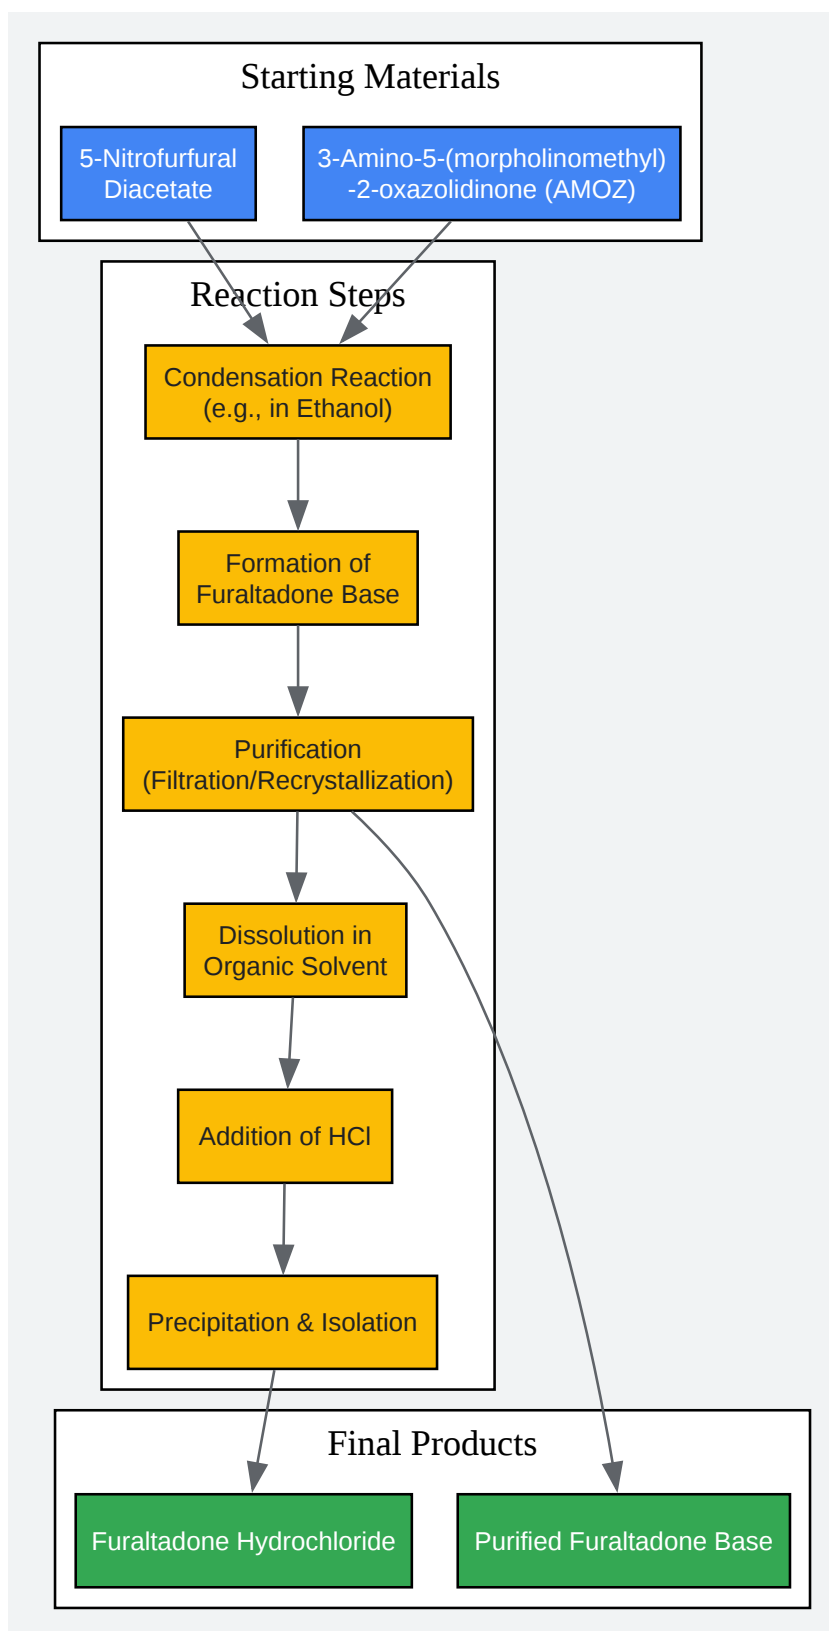 Starting Materials
5-Nitrofurfural
Diacetate
3-Amino-5-(morpholinomethyl)
-2-oxazolidinone (AMOZ)
Reaction Steps
Condensation Reaction
(e.g., in Ethanol)
Formation of
Furaltadone Base
Purification
(Filtration/Recrystallization)
Dissolution in
Organic Solvent
Addition of HCl
Precipitation & Isolation
Final Products
Furaltadone Hydrochloride
Purified Furaltadone Base